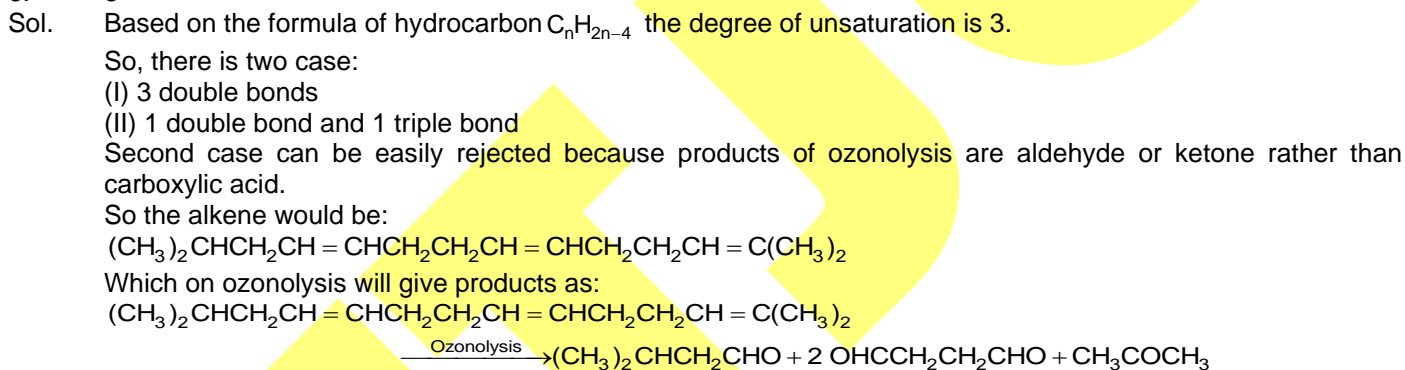 Sol. Based on the formula of hydrocarbon CₙH₂ₙ₋₄ the degree of unsaturation is 3.
So, there is two case:
(I) 3 double bonds
(II) 1 double bond and 1 triple bond
Second case can be easily rejected because products of ozonolysis are aldehyde or ketone rather than
carboxylic acid.
So the alkene would be:
(CH₃)₂CHCH₂CH = CHCH₂CH₂CH = CHCH₂CH₂CH = C(CH₃)₂
Which on ozonolysis will give products as:
(CH₃)₂CHCH₂CH = CHCH₂CH₂CH = CHCH₂CH₂CH = C(CH₃)₂
Ozonolysis→(CH₃)₂CHCH₂CHO + 2 OHCCH₂CH₂CHO + CH₃COCH₃